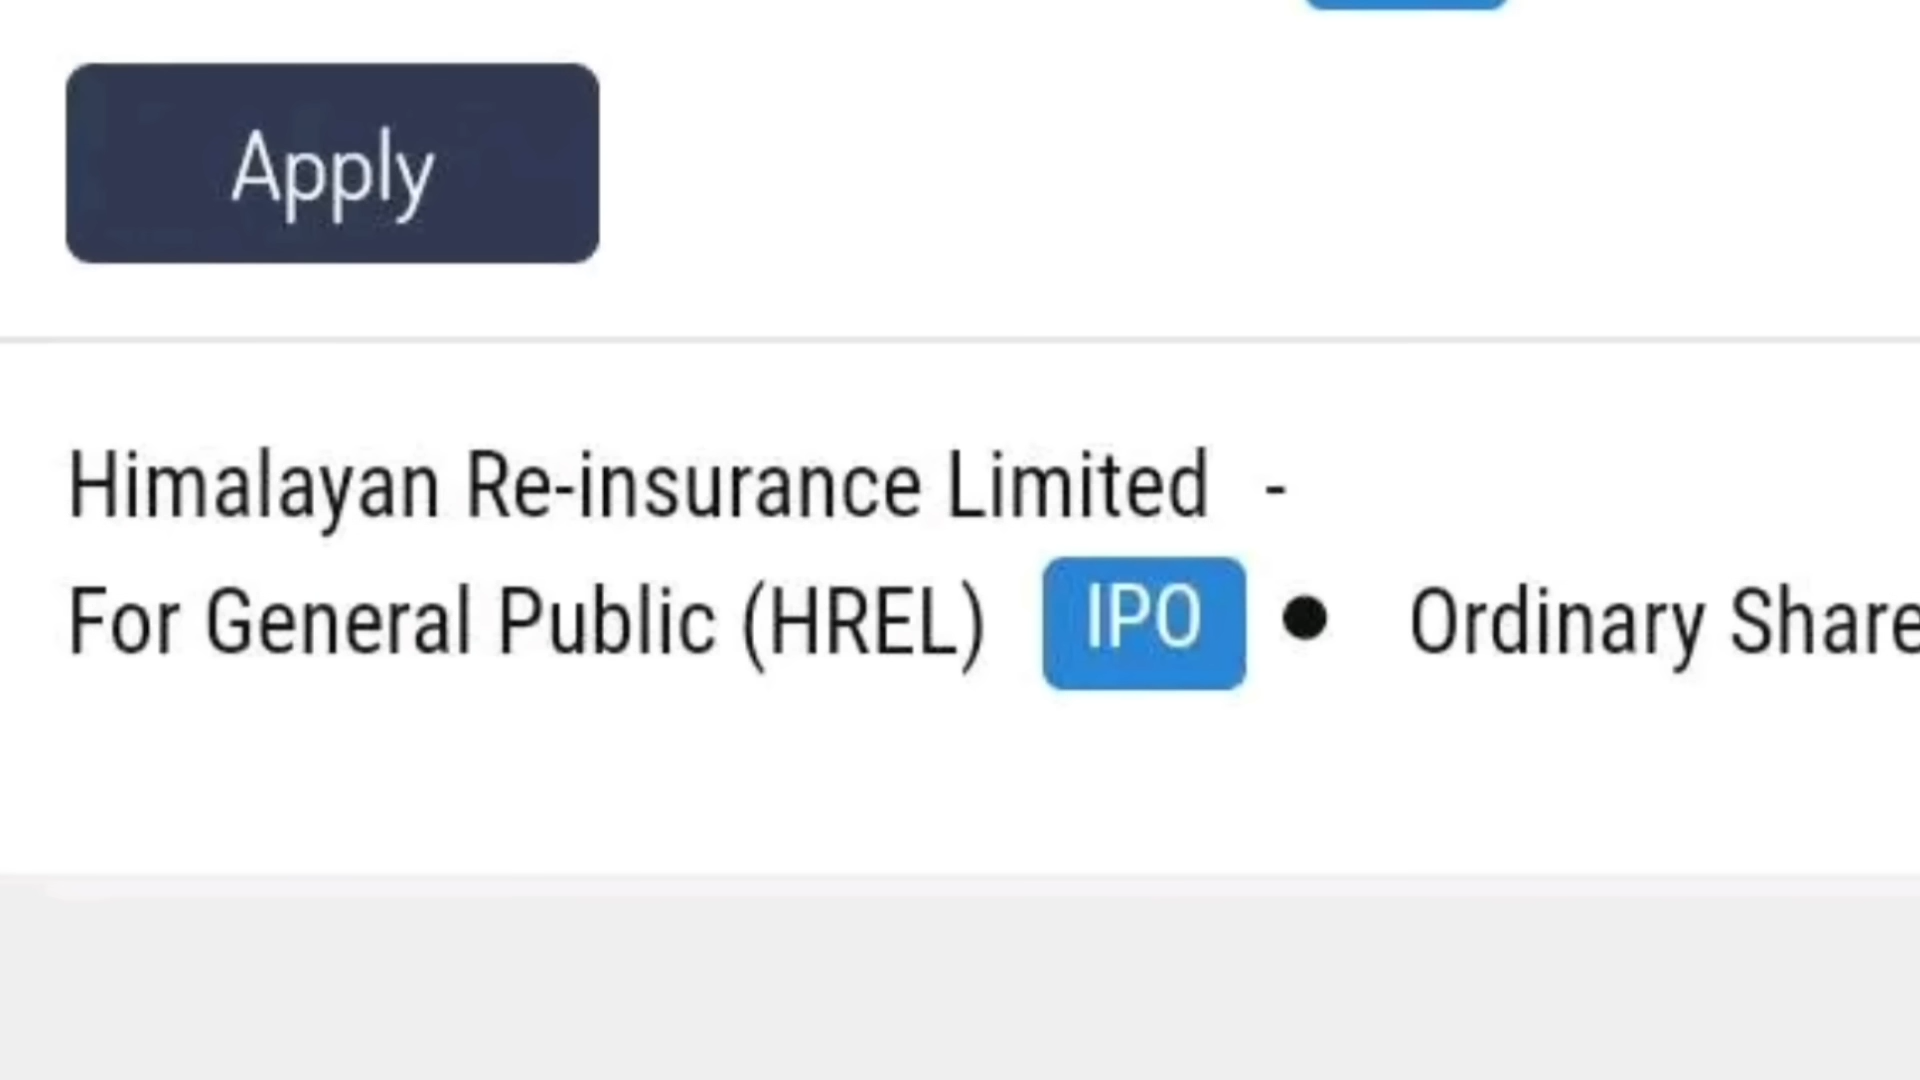 Apply
Himalayan Re-insurance Limited -
For General Public (HREL) IPO ● Ordinary Share